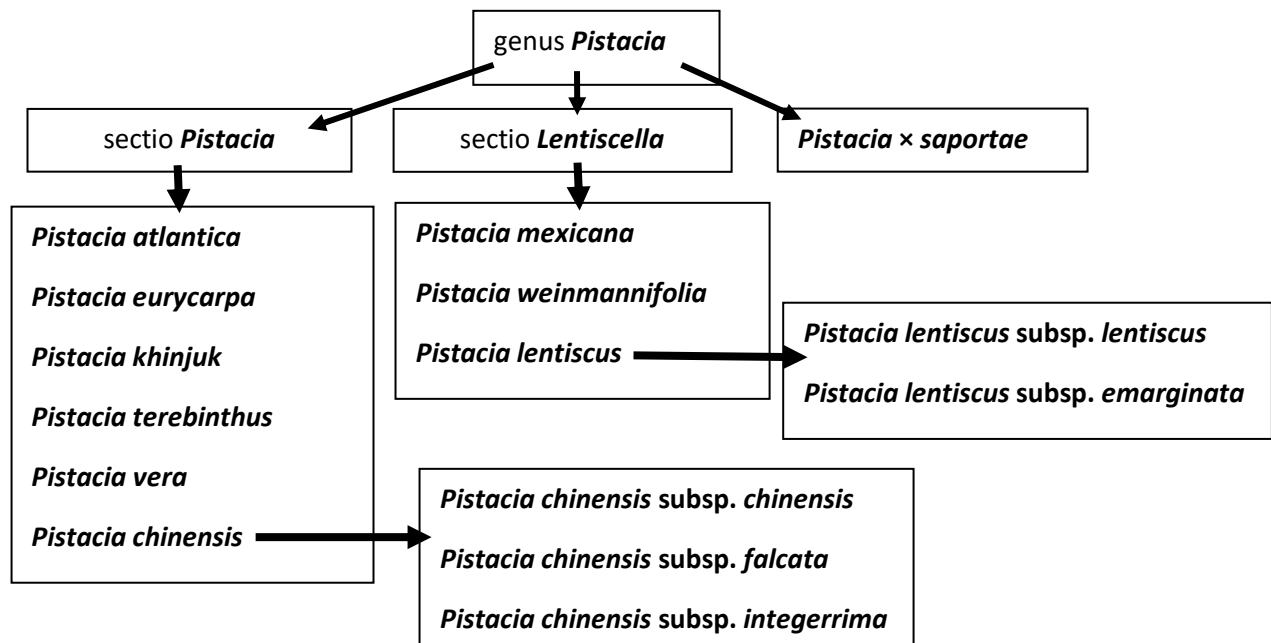 genus Pistacia
sectio Pistacia
sectio Lentiscella
Pistacia × saportae
Pistacia atlantica
Pistacia eurycarpa
Pistacia khinjuk
Pistacia terebinthus
Pistacia vera
Pistacia chinensis
Pistacia mexicana
Pistacia weinmannifolia
Pistacia lentiscus
Pistacia lentiscus subsp. lentiscus
Pistacia lentiscus subsp. emarginata
Pistacia chinensis subsp. chinensis
Pistacia chinensis subsp. falcata
Pistacia chinensis subsp. integerrima